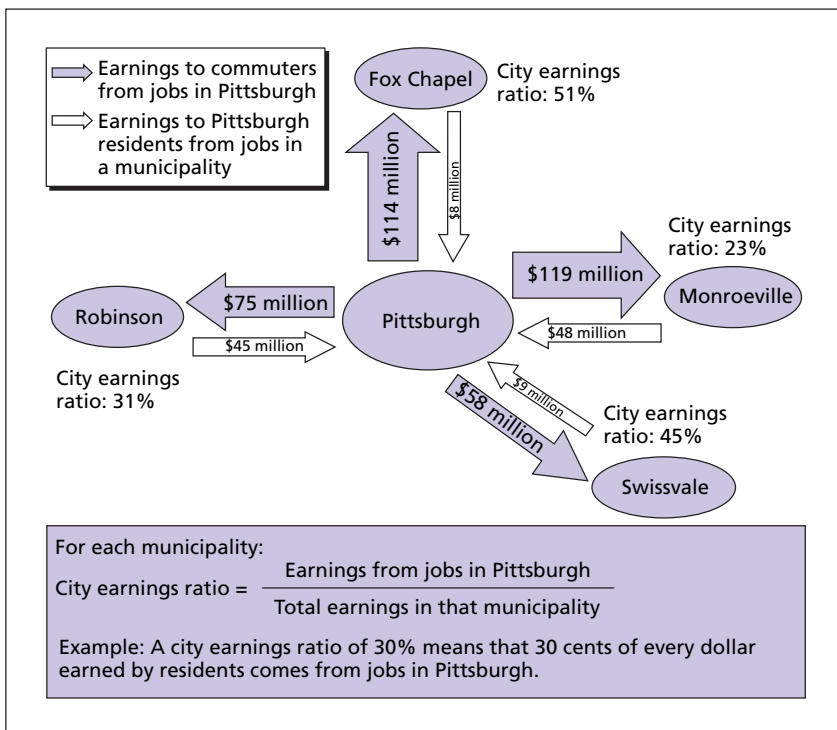 Earnings to commuters
from jobs in Pittsburgh
Earnings to Pittsburgh
residents from jobs in
a municipality
Fox Chapel
City earnings
ratio: 51%
$114 million
$8 million
City earnings
ratio: 23%
$119 million
Monroeville
$48 million
Robinson
$75 million
$45 million
City earnings
ratio: 31%
Pittsburgh
$9 million
$58 million
City earnings
ratio: 45%
Swissvale
For each municipality:
City earnings ratio =
Earnings from jobs in Pittsburgh
Total earnings in that municipality
Example: A city earnings ratio of 30% means that 30 cents of every dollar
earned by residents comes from jobs in Pittsburgh.